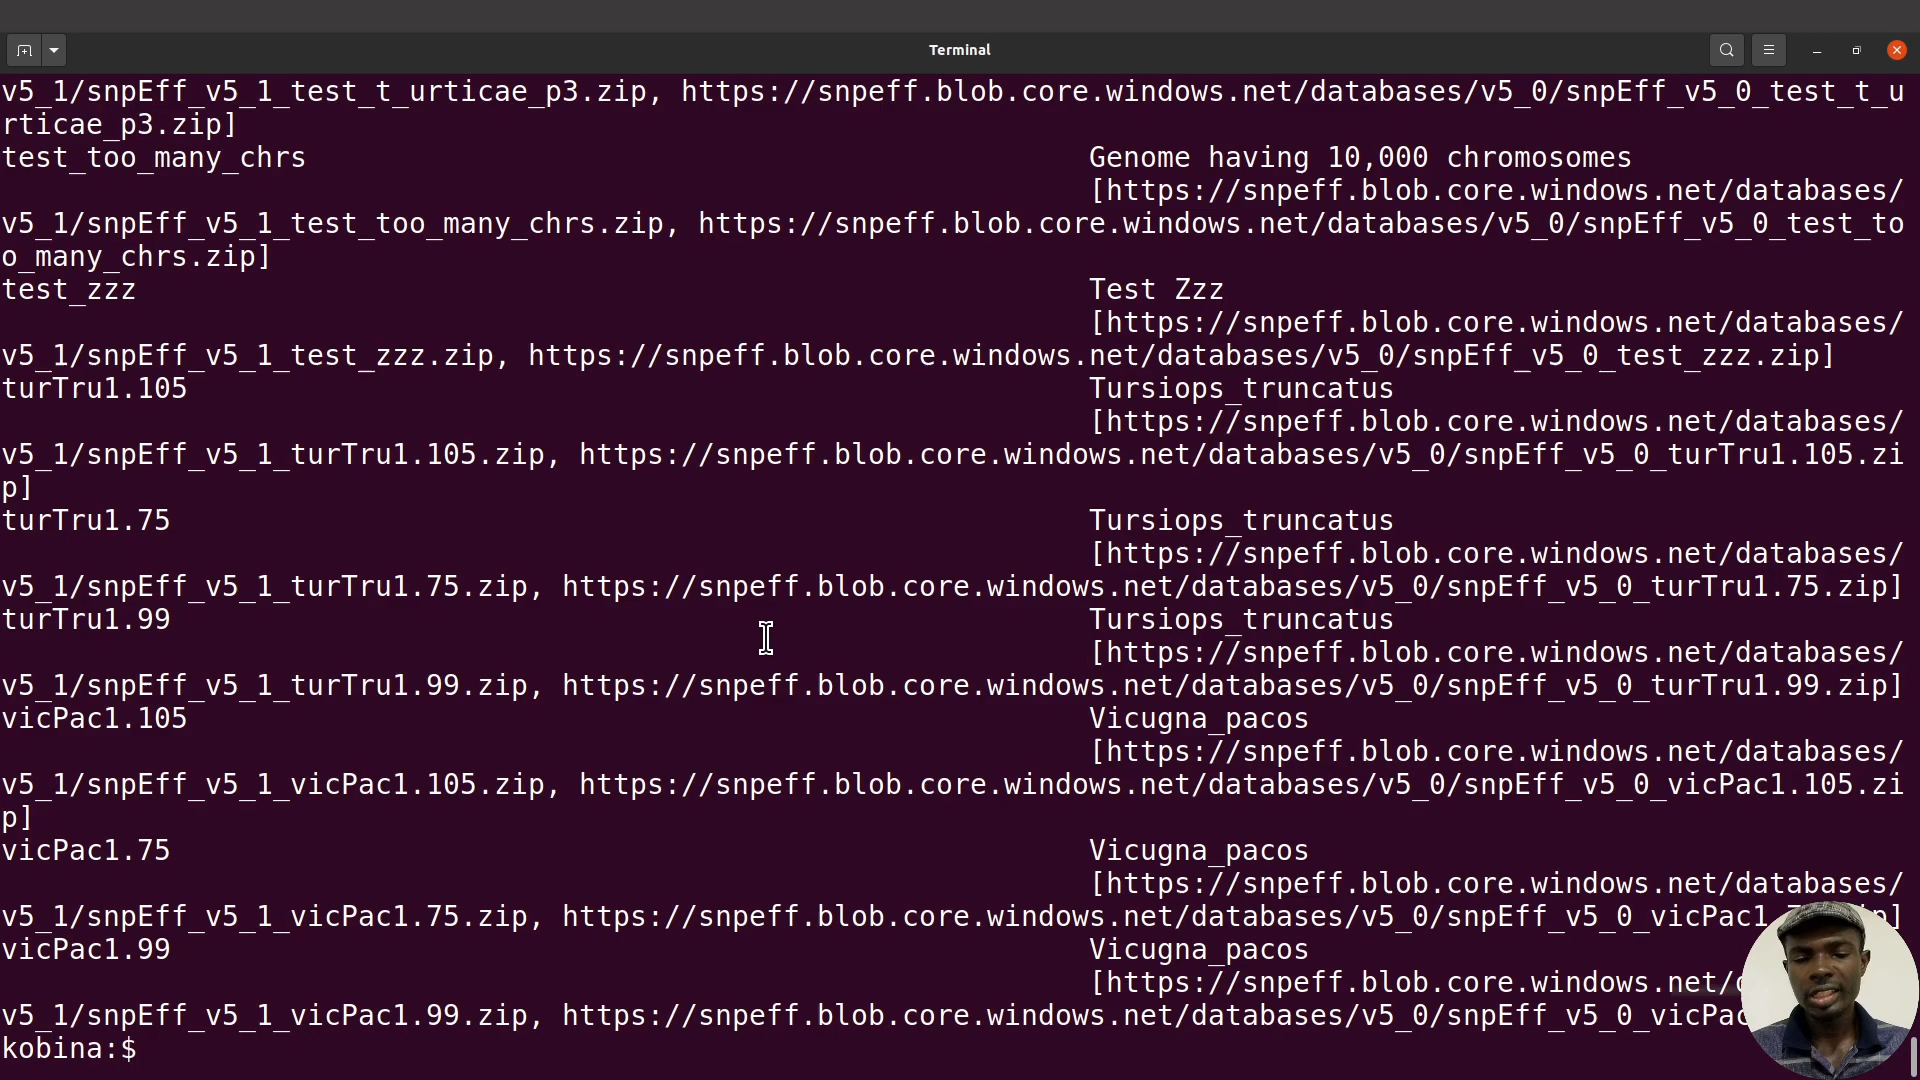 Terminal
v5_1/snpEff_v5_1_test_t_urticae_p3.zip, https://snpeff.blob.core.windows.net/databases/v5_0/snpEff_v5_0_test_t_u
rticae_p3.zip]
test_too_many_chrs Genome having 10,000 chromosomes
[https://snpeff.blob.core.windows.net/databases/
v5_1/snpEff_v5_1_test_too_many_chrs.zip, https://snpeff.blob.core.windows.net/databases/v5_0/snpEff_v5_0_test_to
o_many_chrs.zip]
test_zzz Test Zzz
[https://snpeff.blob.core.windows.net/databases/
v5_1/snpEff_v5_1_test_zzz.zip, https://snpeff.blob.core.windows.net/databases/v5_0/snpEff_v5_0_test_zzz.zip]
turTru1.105 Tursiops_truncatus
[https://snpeff.blob.core.windows.net/databases/
v5_1/snpEff_v5_1_turTru1.105.zip, https://snpeff.blob.core.windows.net/databases/v5_0/snpEff_v5_0_turTru1.105.zi
p]
turTru1.75 Tursiops_truncatus
[https://snpeff.blob.core.windows.net/databases/
v5_1/snpEff_v5_1_turTru1.75.zip, https://snpeff.blob.core.windows.net/databases/v5_0/snpEff_v5_0_turTru1.75.zip]
turTru1.99 Tursiops_truncatus
[https://snpeff.blob.core.windows.net/databases/
v5_1/snpEff_v5_1_turTru1.99.zip, https://snpeff.blob.core.windows.net/databases/v5_0/snpEff_v5_0_turTru1.99.zip]
vicPac1.105 Vicugna_pacos
[https://snpeff.blob.core.windows.net/databases/
v5_1/snpEff_v5_1_vicPac1.105.zip, https://snpeff.blob.core.windows.net/databases/v5_0/snpEff_v5_0_vicPac1.105.zi
p]
vicPac1.75 Vicugna_pacos
[https://snpeff.blob.core.windows.net/databases/
v5_1/snpEff_v5_1_vicPac1.75.zip, https://snpeff.blob.core.windows.net/databases/v5_0/snpEff_v5_0_vicPac1
vicPac1.99 Vicugna_pacos
[https://snpeff.blob.core.windows.net/
v5_1/snpEff_v5_1_vicPac1.99.zip, https://snpeff.blob.core.windows.net/databases/v5_0/snpEff_v5_0_vicPac
kobina:$